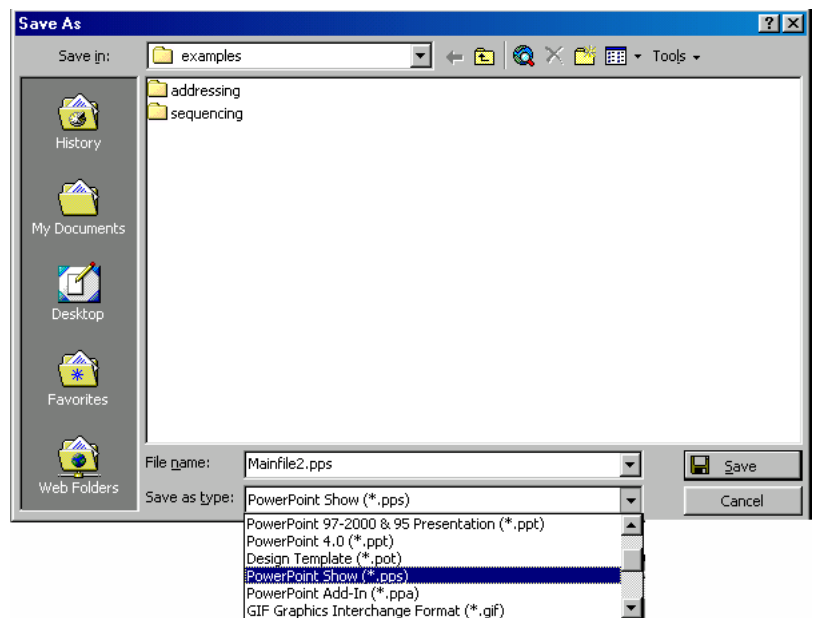 Save As
Save in:
examples
Tools
addressing
sequencing
History
My Documents
Desktop
Favorites
Web Folders
File name:
Mainfile2.pps
Save
Save as type:
PowerPoint Show (*.pps)
Cancel
PowerPoint 97-2000 & 95 Presentation (*.ppt)
PowerPoint 4.0 (*.ppt)
Design Template (*.pot)
PowerPoint Show (*.pps)
PowerPoint Add-In (*.ppa)
GIF Graphics Interchange Format (*.gif)